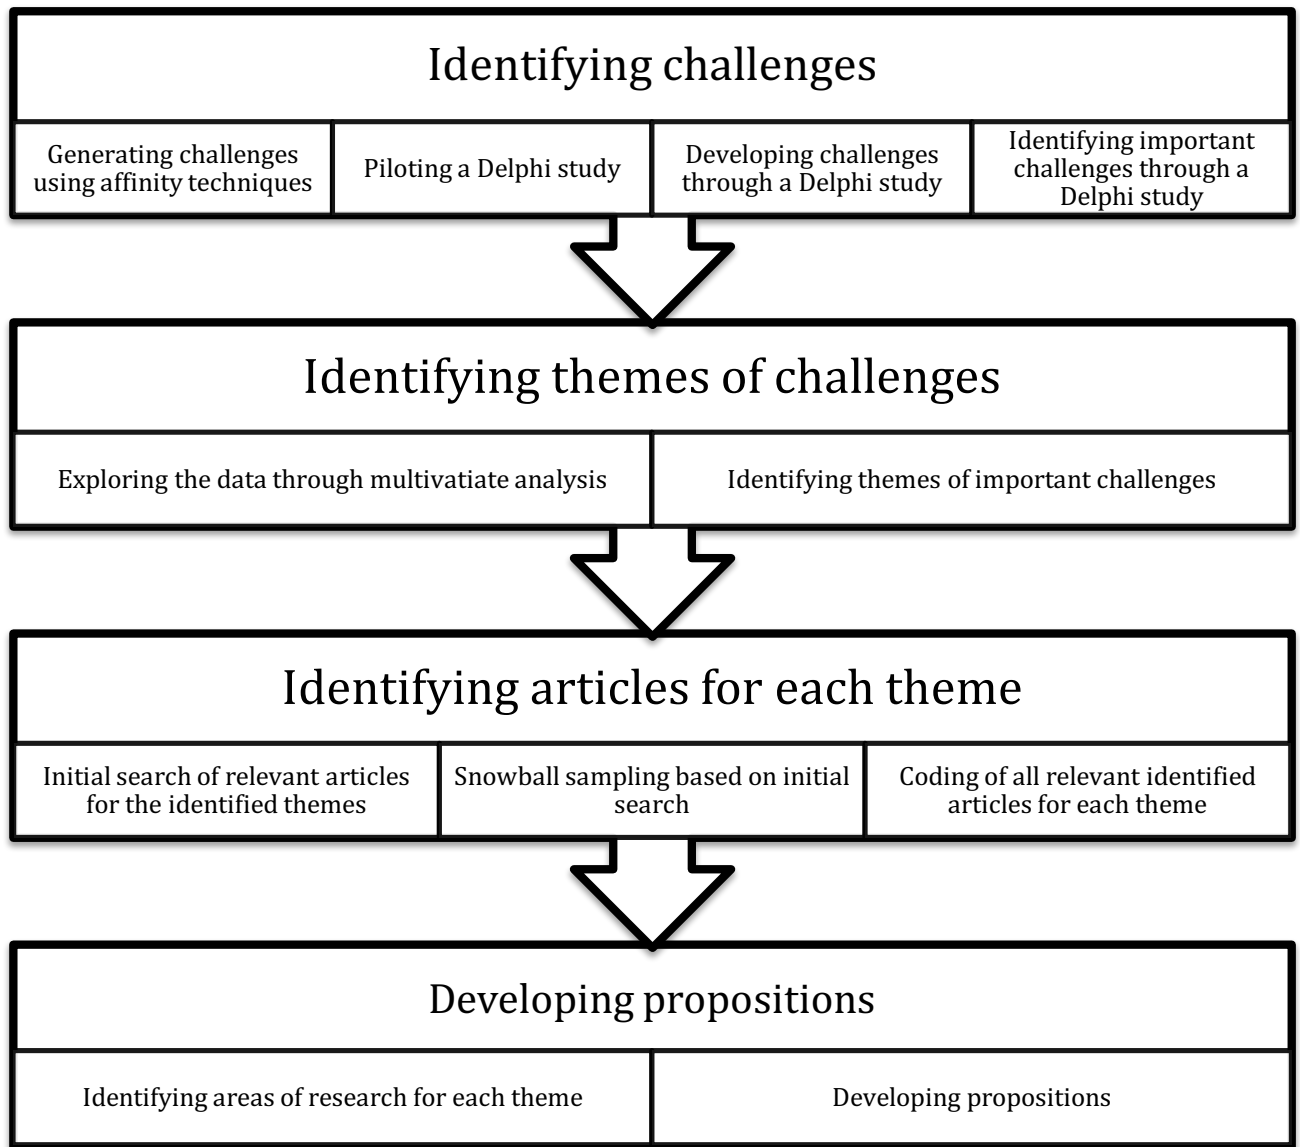 Identifying challenges
Generating challenges
using affinity techniques
Piloting a Delphi study
Developing challenges
through a Delphi study
Identifying important
challenges through a
Delphi study
Identifying themes of challenges
Exploring the data through multivatiate analysis
Identifying themes of important challenges
Identifying articles for each theme
Initial search of relevant articles
for the identified themes
Snowball sampling based on initial
search
Coding of all relevant identified
articles for each theme
Developing propositions
Identifying areas of research for each theme
Developing propositions